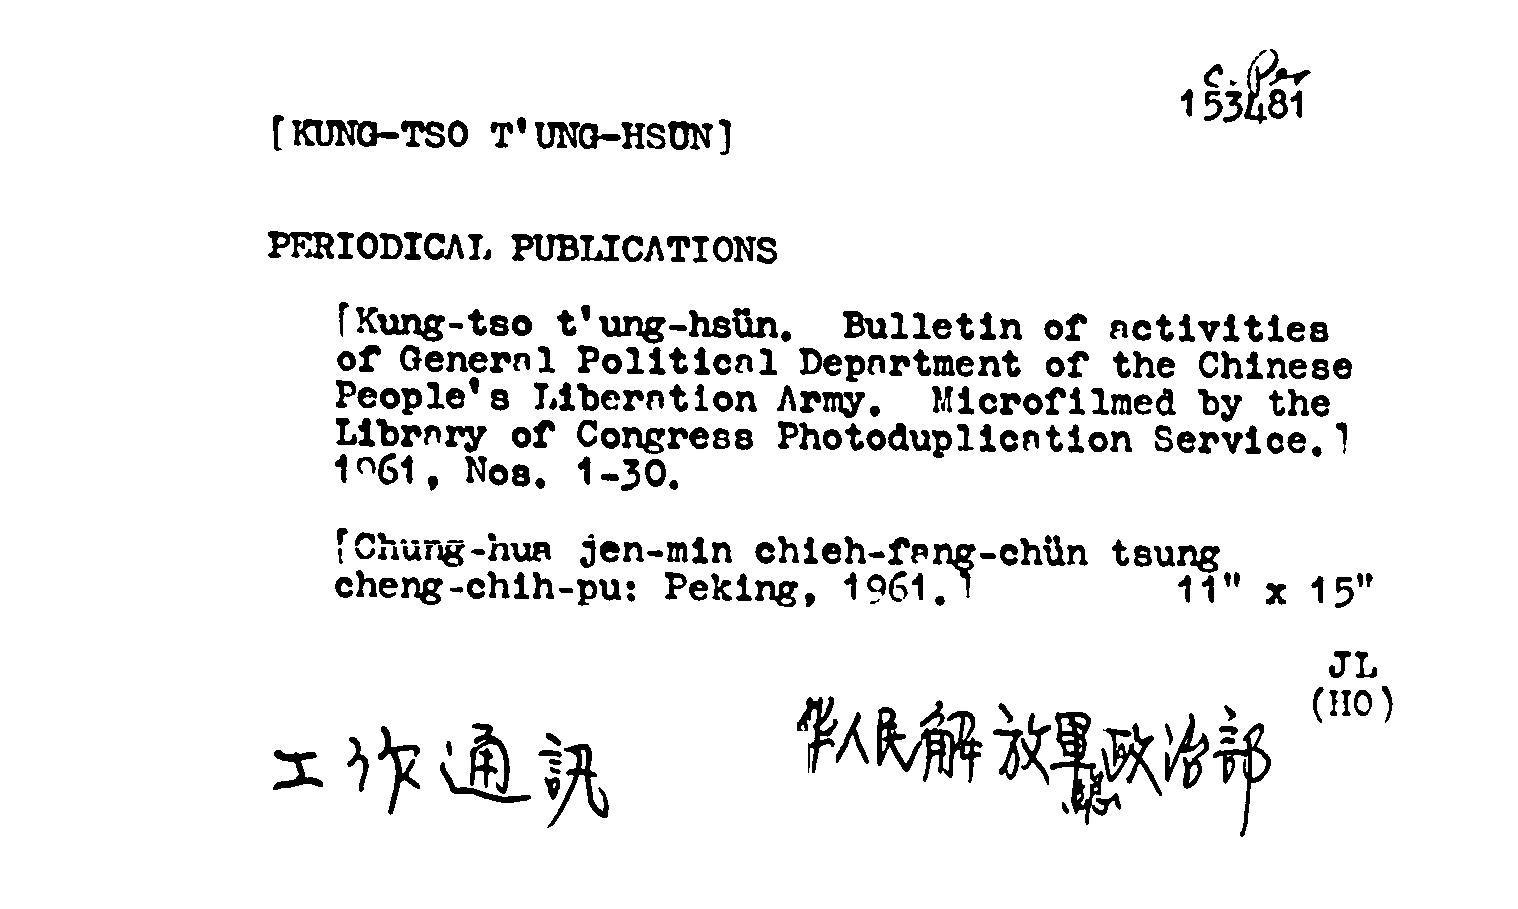 C. Per
153481
[KUNG-TSO T'UNG-HSÜN]
PERIODICAL PUBLICATIONS
[Kung-tso t'ung-hsün. Bulletin of activities
of General Political Department of the Chinese
People's Liberation Army. Microfilmed by the
Library of Congress Photoduplication Service.]
1961, Nos. 1-30.
[Chung-hua jen-min chieh-fang-chün tsung
cheng-chih-pu: Peking, 1961.] 11" x 15"
JL
(HO)
工作通訊
华人民解放軍總政治部